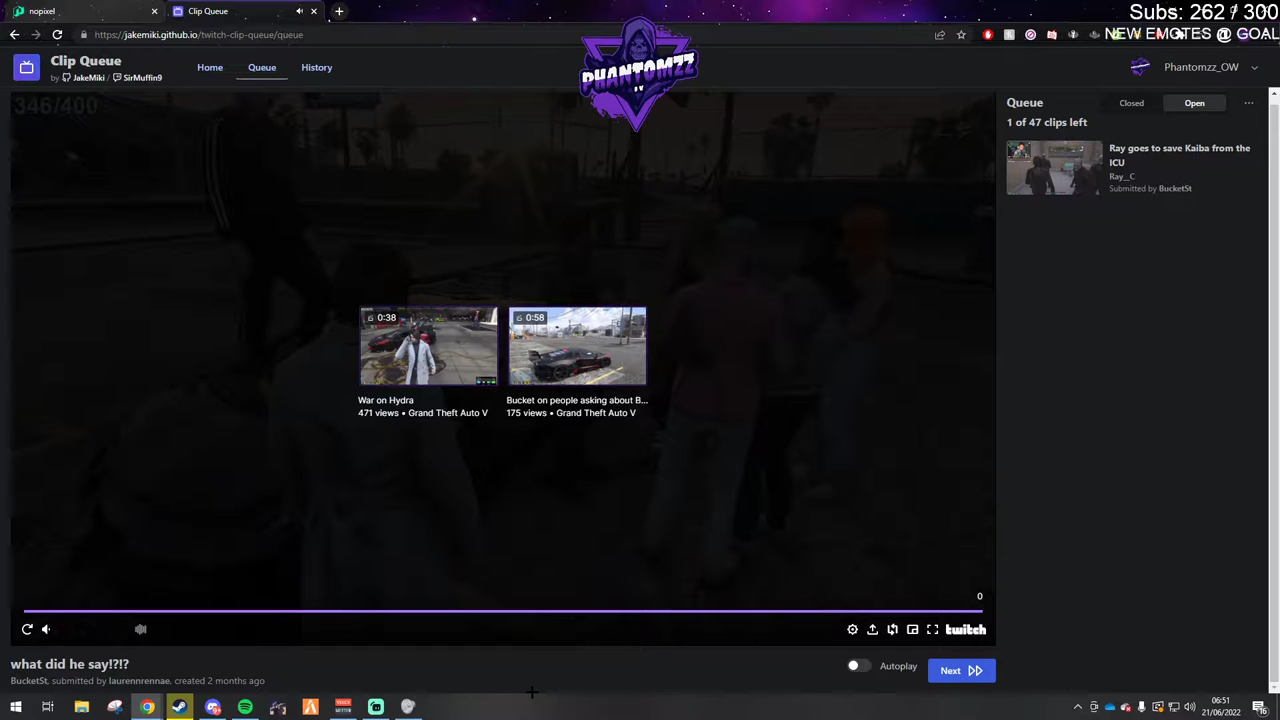 Subs: 262 / 300
NEW EMOTES @ GOAL
nopixel
Clip Queue
https://jakemiki.github.io/twitch-clip-queue/queue
PHANTOMZZ
OW
Clip Queue
by JakeMiki / SirMuffin9
Home
Queue
History
Phantomzz_OW
346/400
Queue
Closed
Open
1 of 47 clips left
Ray goes to save Kaiba from the
ICU
Ray__C
Submitted by BucketSt
0:38
0:58
War on Hydra
471 views • Grand Theft Auto V
Bucket on people asking about B...
175 views • Grand Theft Auto V
0
twitch
what did he say!?!?
BucketSt, submitted by laurennrennae, created 2 months ago
Autoplay
Next
06:51
21/06/2022